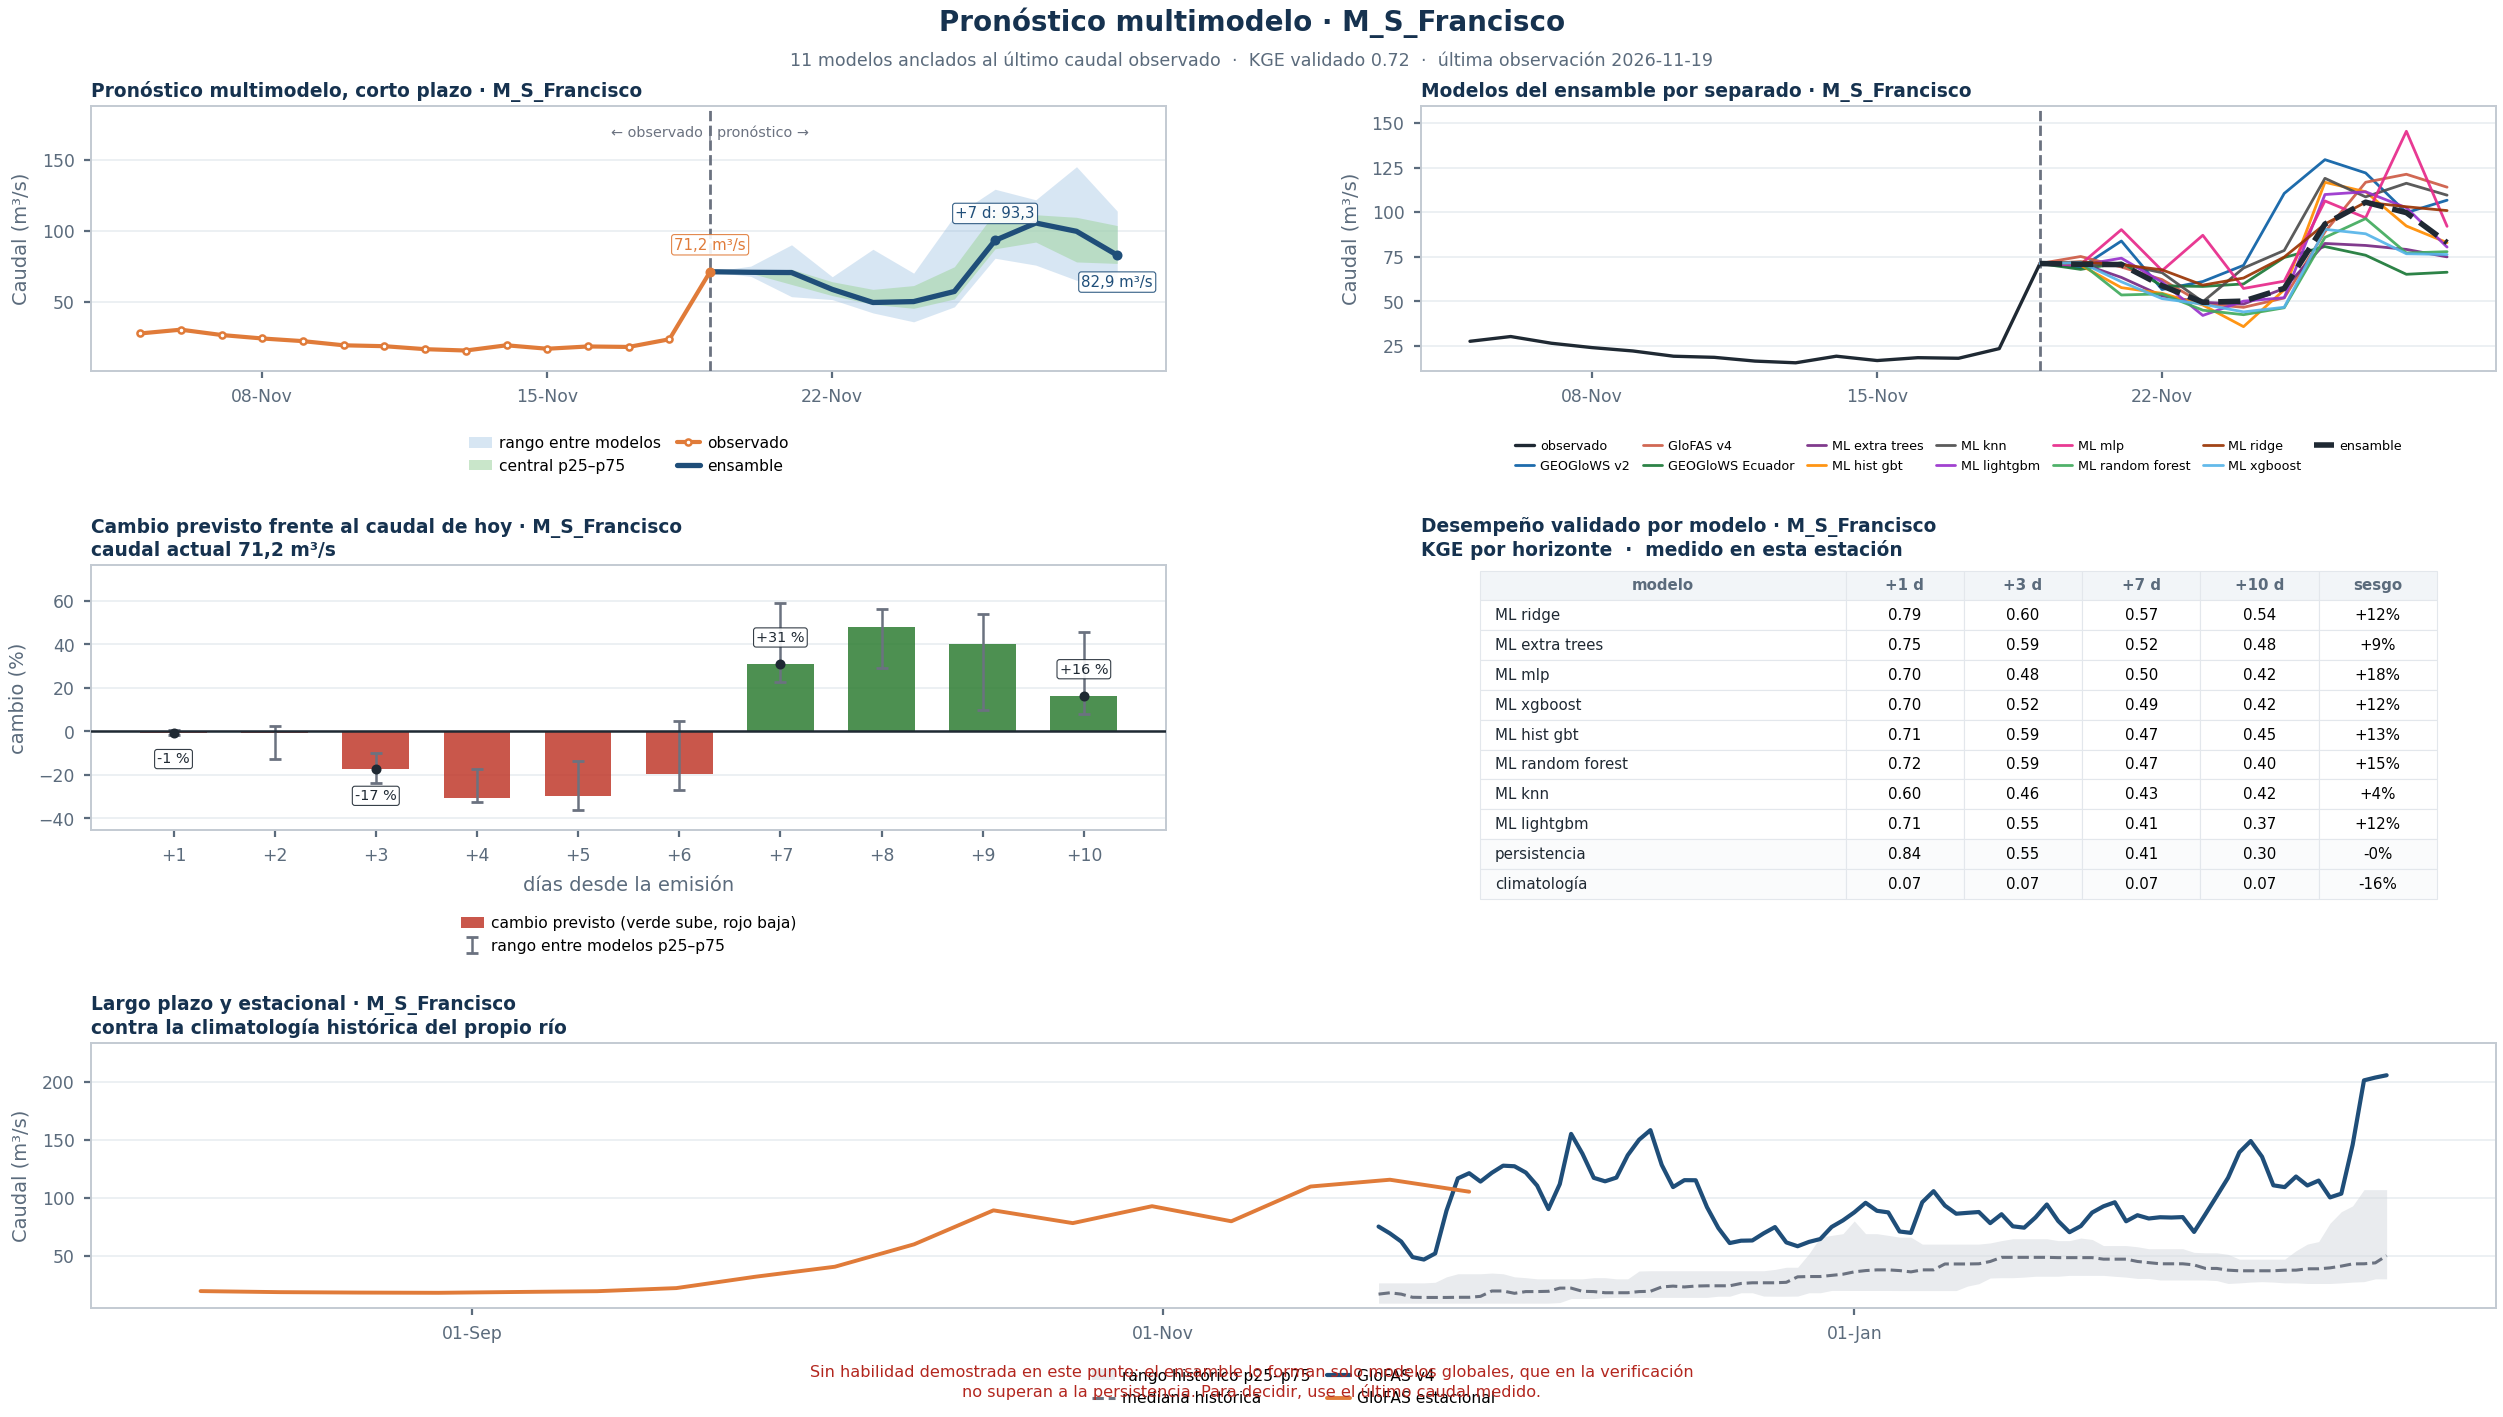 Pronóstico multimodelo · M_S_Francisco
11 modelos anclados al último caudal observado · KGE validado 0.72 · última observación 2026-11-19
Pronóstico multimodelo, corto plazo · M_S_Francisco
Caudal (m³/s)
150
100
50
← observado
pronóstico →
71,2 m³/s
+7 d: 93,3
82,9 m³/s
08-Nov
15-Nov
22-Nov
rango entre modelos
central p25–p75
observado
ensamble
Modelos del ensamble por separado · M_S_Francisco
Caudal (m³/s)
150
125
100
75
50
25
08-Nov
15-Nov
22-Nov
observado
GEOGloWS v2
GloFAS v4
GEOGloWS Ecuador
ML extra trees
ML hist gbt
ML knn
ML lightgbm
ML mlp
ML random forest
ML ridge
ML xgboost
ensamble
Cambio previsto frente al caudal de hoy · M_S_Francisco
caudal actual 71,2 m³/s
cambio (%)
60
40
20
0
−20
−40
-1 %
-17 %
+31 %
+16 %
+1
+2
+3
+4
+5
+6
+7
+8
+9
+10
días desde la emisión
cambio previsto (verde sube, rojo baja)
rango entre modelos p25–p75
Desempeño validado por modelo · M_S_Francisco
KGE por horizonte · medido en esta estación
modelo +1 d +3 d +7 d +10 d sesgo
ML ridge 0.79 0.60 0.57 0.54 +12%
ML extra trees 0.75 0.59 0.52 0.48 +9%
ML mlp 0.70 0.48 0.50 0.42 +18%
ML xgboost 0.70 0.52 0.49 0.42 +12%
ML hist gbt 0.71 0.59 0.47 0.45 +13%
ML random forest 0.72 0.59 0.47 0.40 +15%
ML knn 0.60 0.46 0.43 0.42 +4%
ML lightgbm 0.71 0.55 0.41 0.37 +12%
persistencia 0.84 0.55 0.41 0.30 -0%
climatología 0.07 0.07 0.07 0.07 -16%
Largo plazo y estacional · M_S_Francisco
contra la climatología histórica del propio río
Caudal (m³/s)
200
150
100
50
01-Sep
01-Nov
01-Jan
Sin habilidad demostrada en este punto: el ensamble lo forman solo modelos globales, que en la verificación
no superan a la persistencia. Para decidir, use el último caudal medido.
rango histórico p25–p75
mediana histórica
GloFAS v4
GloFAS estacional